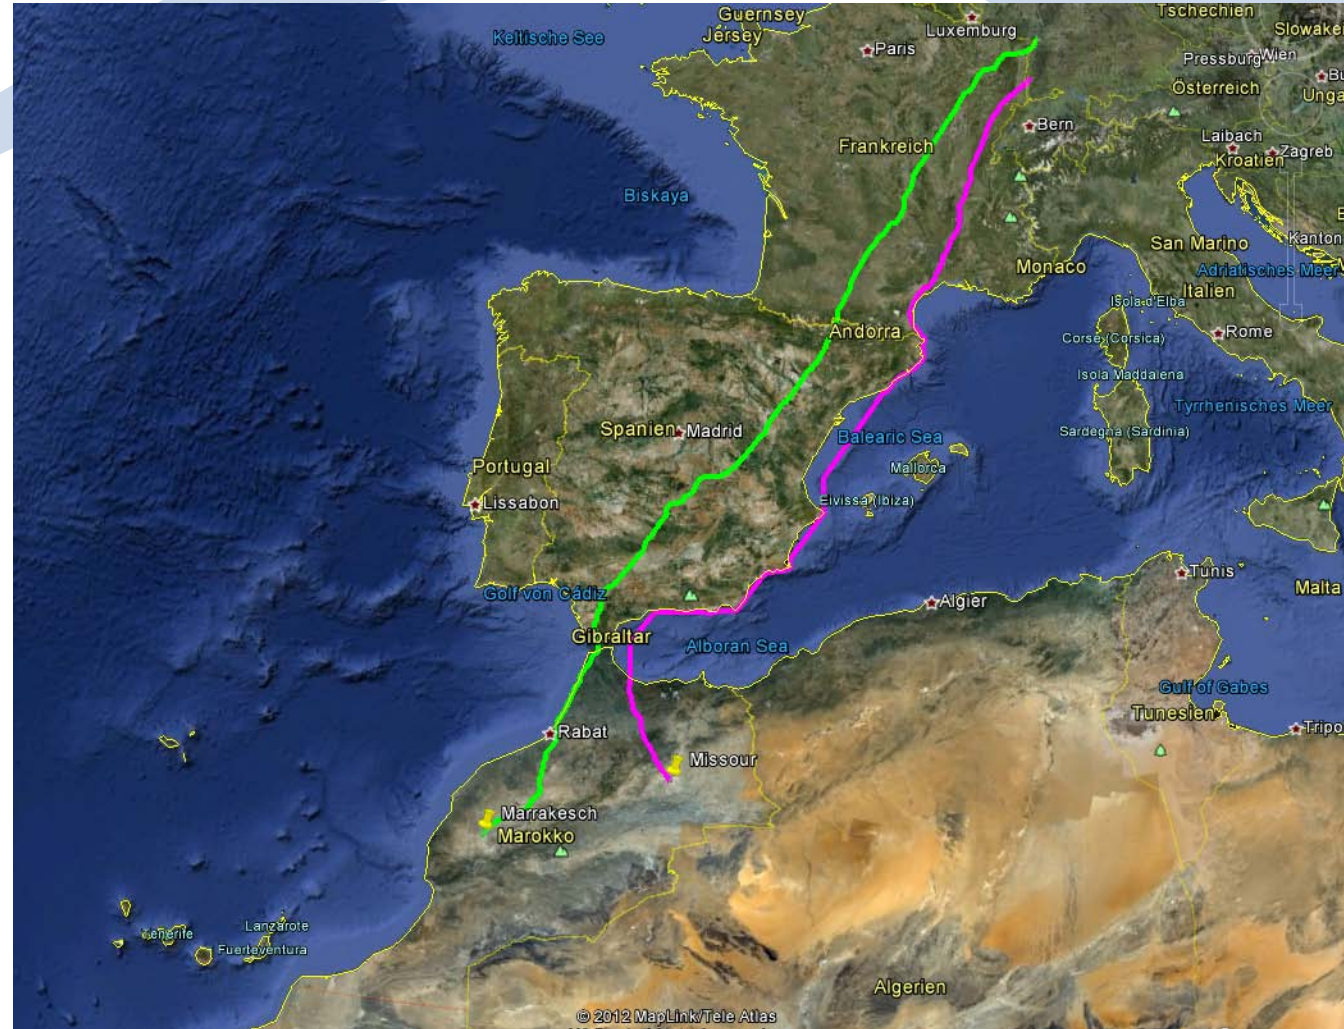 Guernsey
Tschechien
Keltische See
Jersey
Luxemburg
Slowake
Paris
Pressburg
Wien
Bu
Österreich
Unga
Bern
Laibach
Frankreich
Zagreb
Kroatien
Biskaya
B
San Marino
Kanton
Monaco
Adriatisches Meer
Italien
Isola d'Elba
Andorra
Rome
Corse (Corsica)
Isola Maddalena
Tyrrhenisches Meer
Spanien
Madrid
Balearic Sea
Sardegna (Sardinia)
Portugal
Mallorca
Lissabon
Eivissa (Ibiza)
Tunis
Golf von Cádiz
Algier
Malta
Gibraltar
Alboran Sea
Gulf of Gabes
Tunesien
Rabat
Tripo
Missour
Marrakesch
Marokko
Lanzarote
Tenerife
Fuerteventura
Algerien
© 2012 MapLink/Tele Atlas